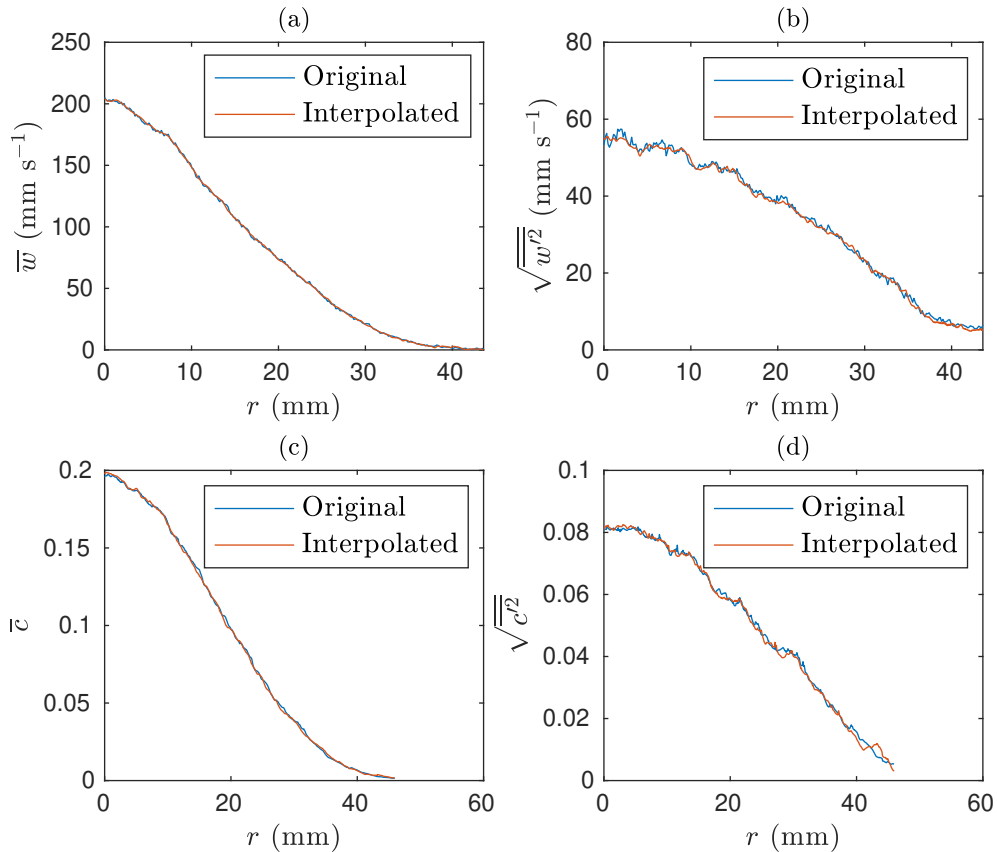 (a)
250
200
150
100
50
0
w̅ (mm s⁻¹)
Original
Interpolated
0 10 20 30 40
r (mm)
(b)
80
60
40
20
0
√w′² (mm s⁻¹)
Original
Interpolated
0 10 20 30 40
r (mm)
(c)
0.2
0.15
0.1
0.05
0
c̅
Original
Interpolated
0 20 40 60
r (mm)
(d)
0.1
0.08
0.06
0.04
0.02
0
√c′²
Original
Interpolated
0 20 40 60
r (mm)